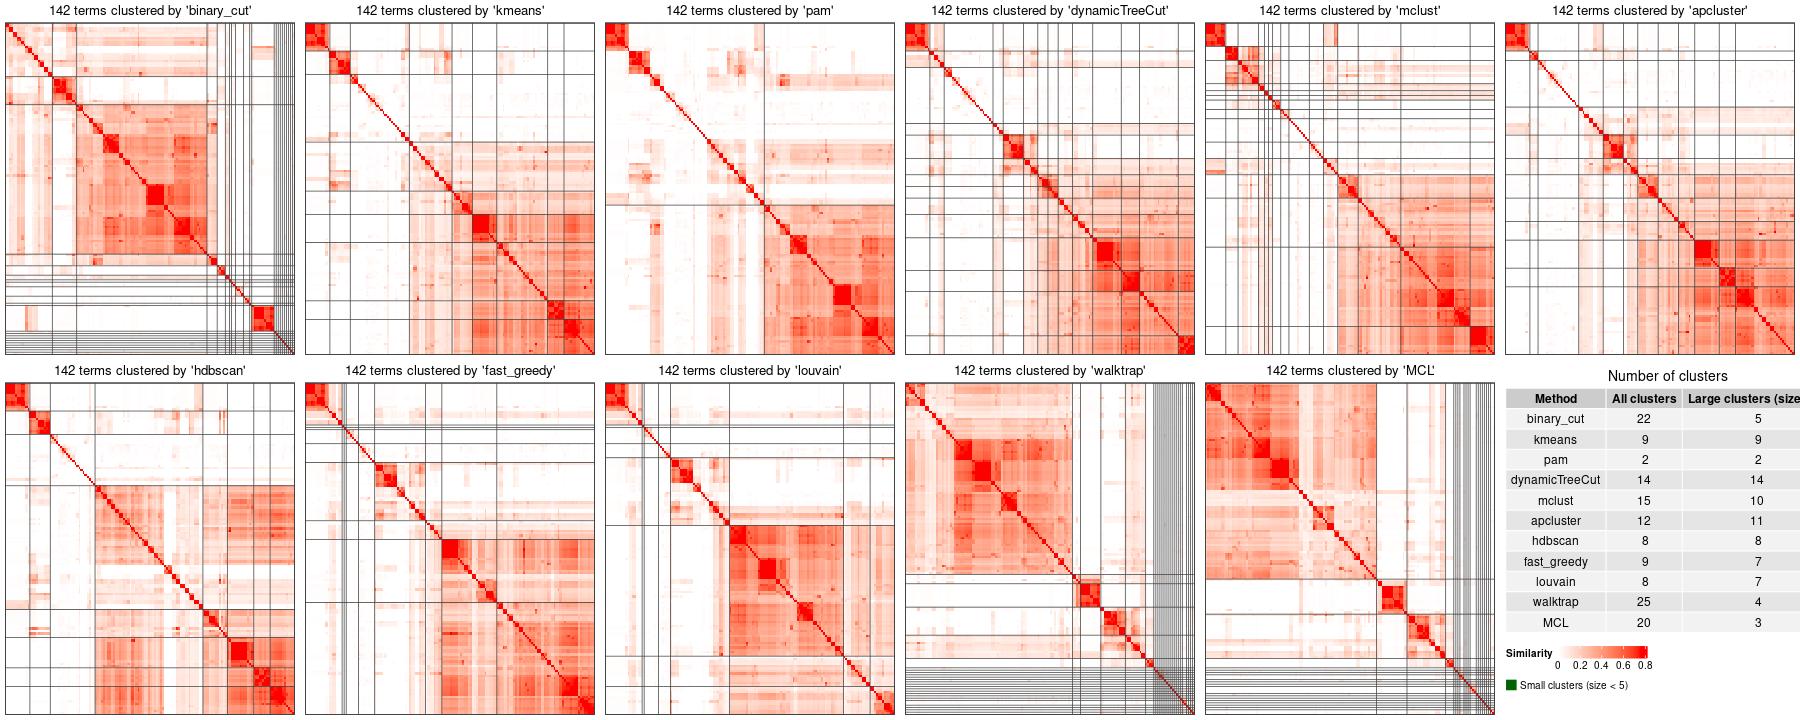 142 terms clustered by 'binary_cut'
142 terms clustered by 'kmeans'
142 terms clustered by 'pam'
142 terms clustered by 'dynamicTreeCut'
142 terms clustered by 'mclust'
142 terms clustered by 'apcluster'
142 terms clustered by 'hdbscan'
142 terms clustered by 'fast_greedy'
142 terms clustered by 'louvain'
142 terms clustered by 'walktrap'
142 terms clustered by 'MCL'
Number of clusters
Method All clusters Large clusters (size
binary_cut 22 5
kmeans 9 9
pam 2 2
dynamicTreeCut 14 14
mclust 15 10
apcluster 12 11
hdbscan 8 8
fast_greedy 9 7
louvain 8 7
walktrap 25 4
MCL 20 3
Similarity
0 0.2 0.4 0.6 0.8
Small clusters (size < 5)